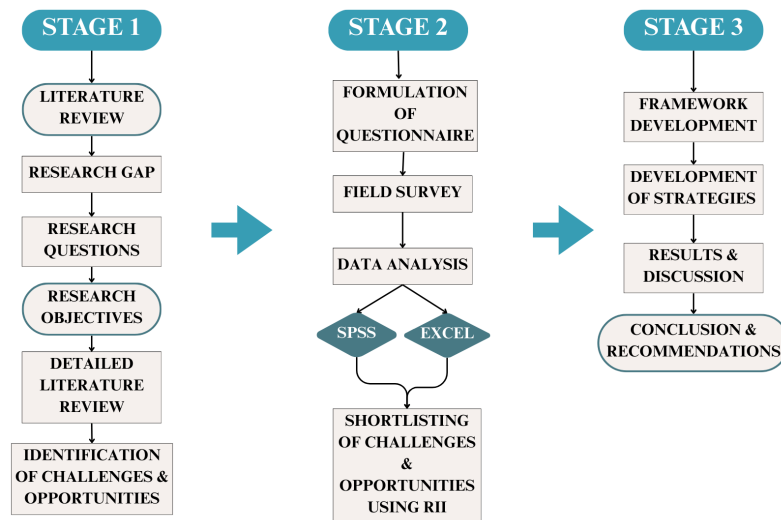 STAGE 1
LITERATURE
REVIEW
RESEARCH GAP
RESEARCH
QUESTIONS
RESEARCH
OBJECTIVES
DETAILED
LITERATURE
REVIEW
IDENTIFICATION
OF CHALLENGES &
OPPORTUNITIES
STAGE 2
FORMULATION
OF
QUESTIONNAIRE
FIELD SURVEY
DATA ANALYSIS
SPSS
EXCEL
SHORTLISTING
OF CHALLENGES
&
OPPORTUNITIES
USING RII
STAGE 3
FRAMEWORK
DEVELOPMENT
DEVELOPMENT
OF STRATEGIES
RESULTS &
DISCUSSION
CONCLUSION &
RECOMMENDATIONS